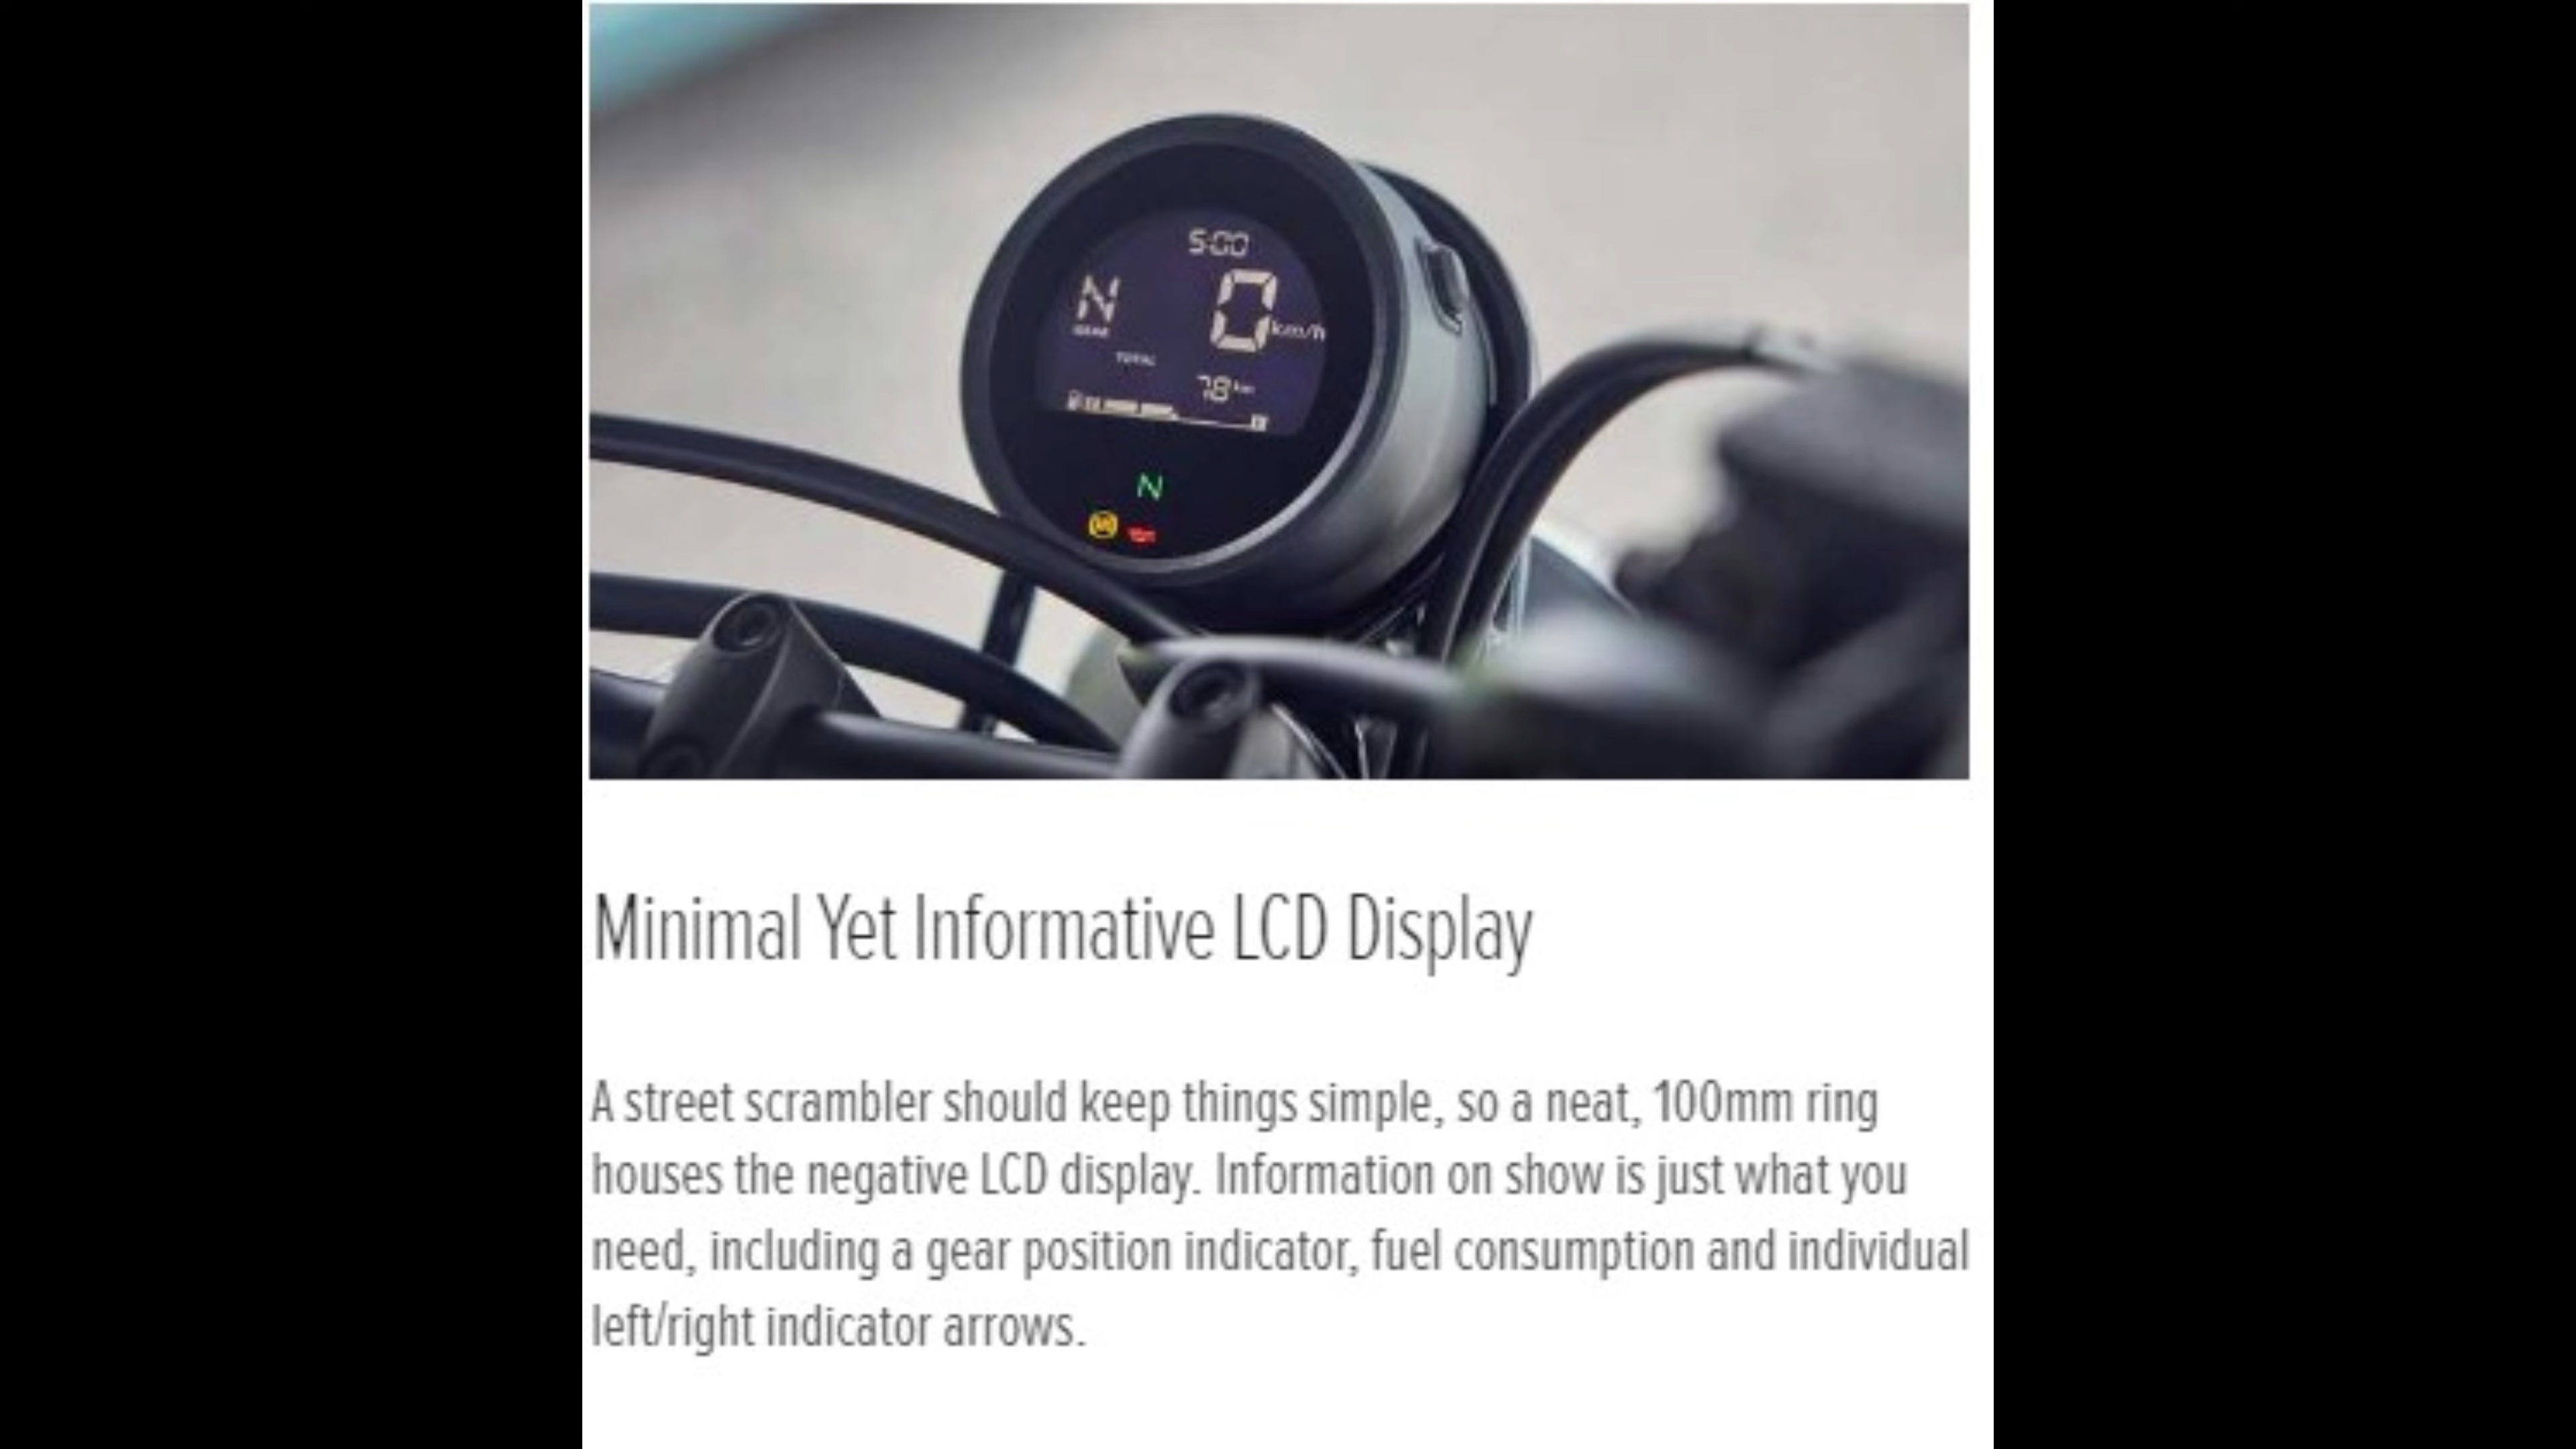 5:00
N 0 km/h
GEAR
TOTAL
78 km
N
Minimal Yet Informative LCD Display
A street scrambler should keep things simple, so a neat, 100mm ring
houses the negative LCD display. Information on show is just what you
need, including a gear position indicator, fuel consumption and individual
left/right indicator arrows.